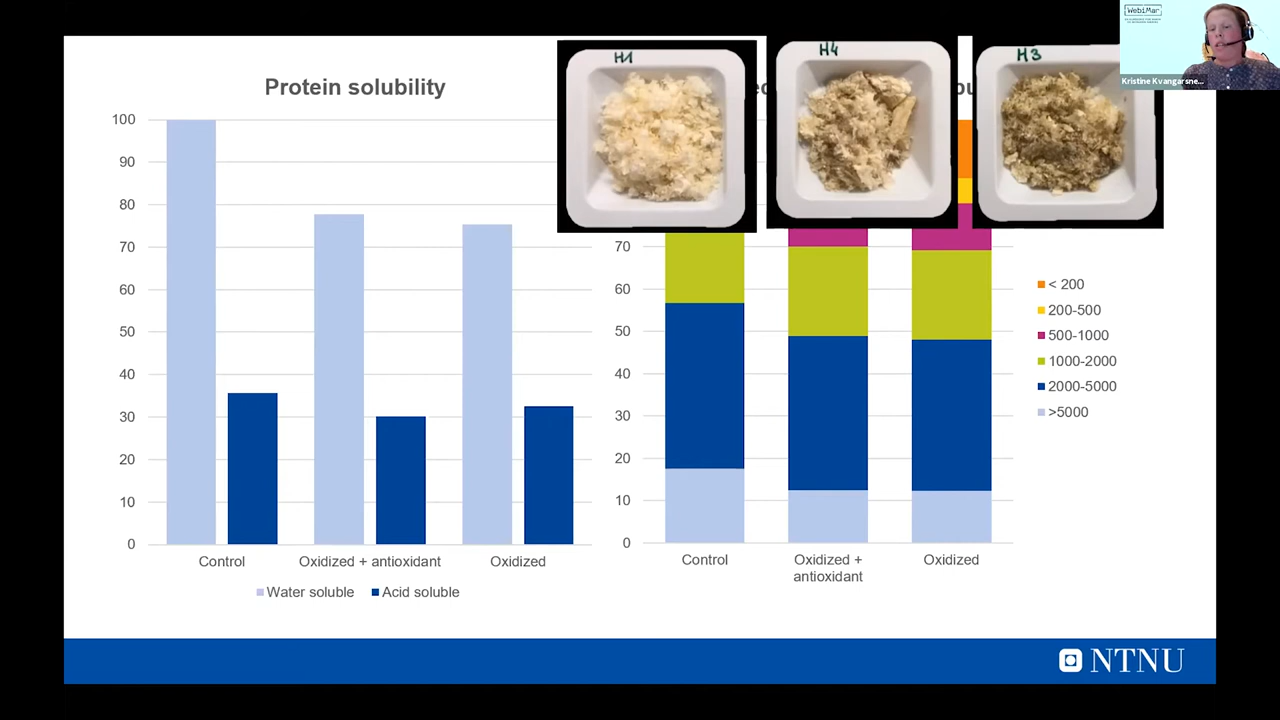 WebiMar
Kristine Kvangarsne...
Protein solubility
H1
H4
H3
100
90
80
70
60
50
40
30
20
10
0
Control
Oxidized + antioxidant
Oxidized
Water soluble
Acid soluble
70
60
50
40
30
20
10
0
Control
Oxidized +
antioxidant
Oxidized
< 200
200-500
500-1000
1000-2000
2000-5000
>5000
NTNU